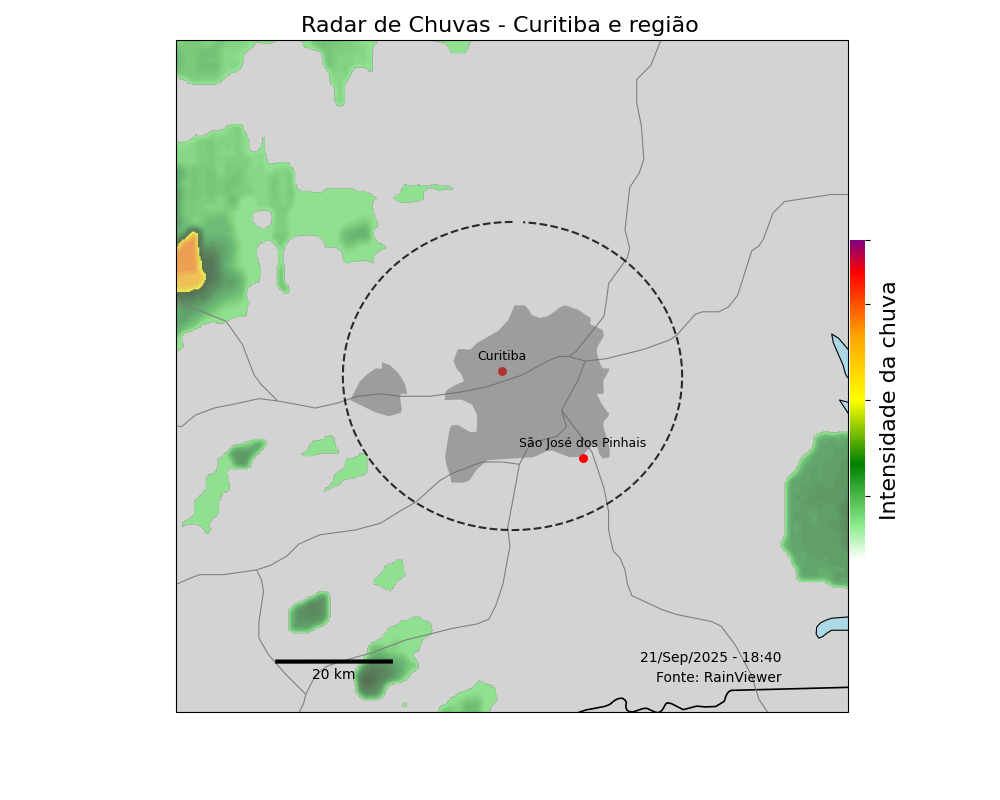 Radar de Chuvas - Curitiba e região
Curitiba
São José dos Pinhais
Intensidade da chuva
21/Sep/2025 - 18:40
Fonte: RainViewer
20 km